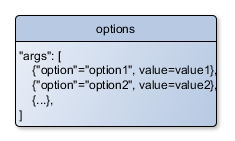 options
"args": [
{"option"="option1", value=value1},
{"option"="option2", value=value2},
{...},
]